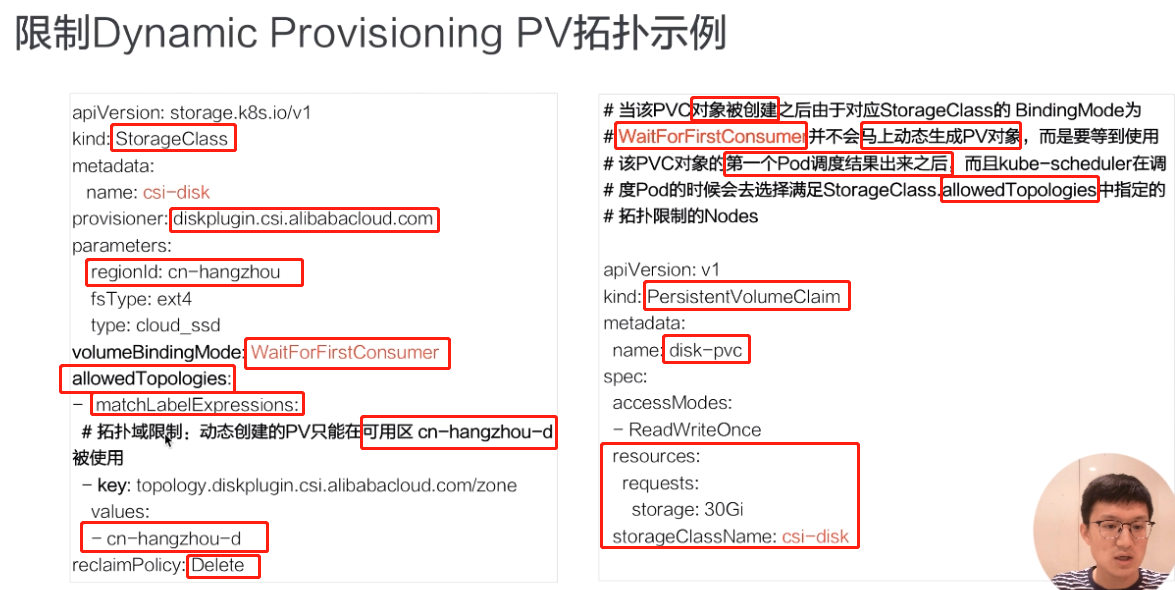 限制Dynamic Provisioning PV拓扑示例
apiVersion: storage.k8s.io/v1
kind: StorageClass
metadata:
name: csi-disk
provisioner: diskplugin.csi.alibabacloud.com
parameters:
regionId: cn-hangzhou
fsType: ext4
type: cloud_ssd
volumeBindingMode: WaitForFirstConsumer
allowedTopologies:
- matchLabelExpressions:
# 拓扑域限制：动态创建的PV只能在可用区 cn-hangzhou-d
被使用
- key: topology.diskplugin.csi.alibabacloud.com/zone
values:
- cn-hangzhou-d
reclaimPolicy: Delete
# 当该PVC对象被创建之后由于对应StorageClass的 BindingMode为
# WaitForFirstConsumer并不会马上动态生成PV对象，而是要等到使用
# 该PVC对象的第一个Pod调度结果出来之后，而且kube-scheduler在调
# 度Pod的时候会去选择满足StorageClass.allowedTopologies中指定的
# 拓扑限制的Nodes
apiVersion: v1
kind: PersistentVolumeClaim
metadata:
name: disk-pvc
spec:
accessModes:
- ReadWriteOnce
resources:
requests:
storage: 30Gi
storageClassName: csi-disk